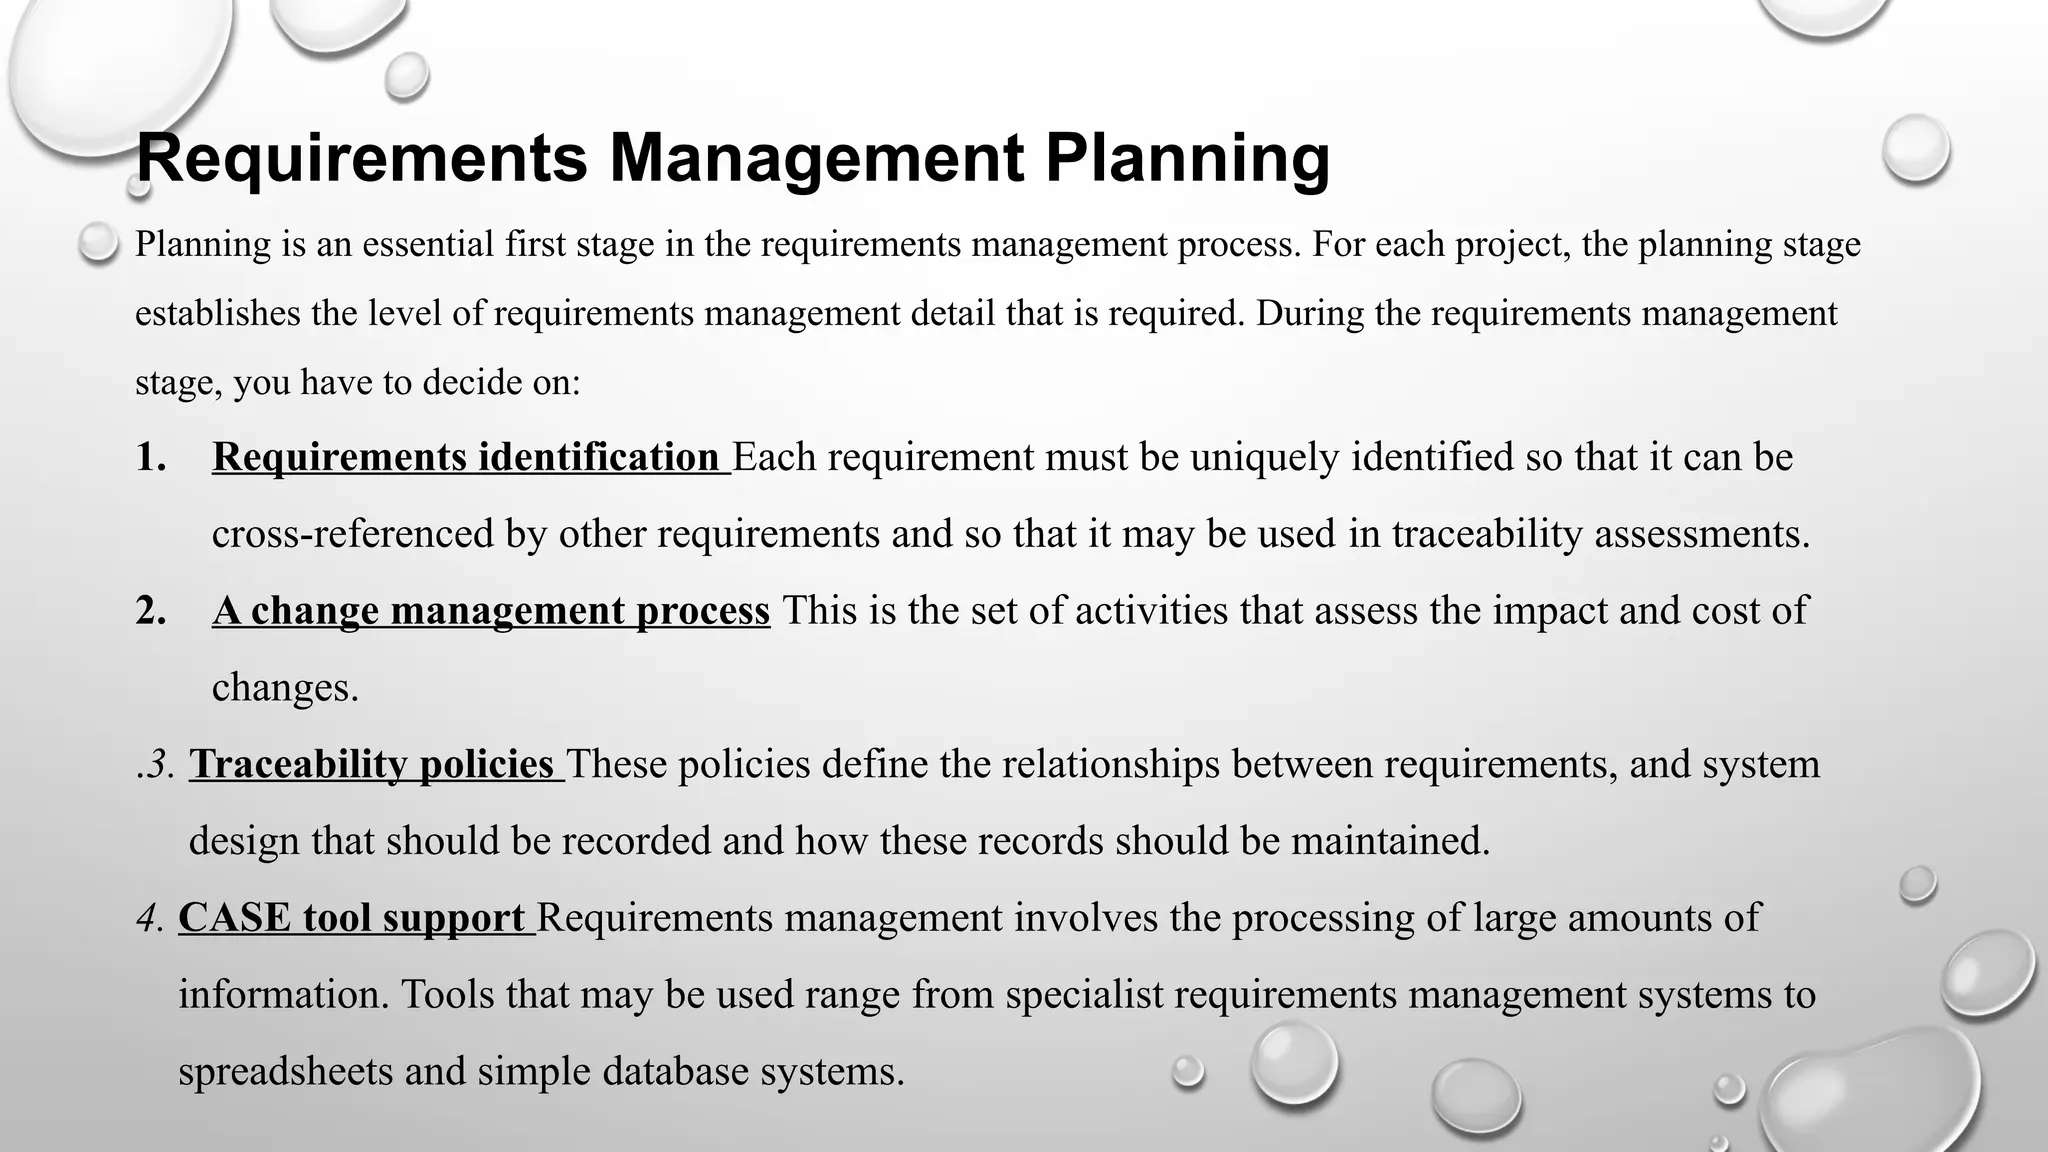 Requirements Management Planning
Planning is an essential first stage in the requirements management process. For each project, the planning stage
establishes the level of requirements management detail that is required. During the requirements management
stage, you have to decide on:
1. Requirements identification Each requirement must be uniquely identified so that it can be
cross-referenced by other requirements and so that it may be used in traceability assessments.
2. A change management process This is the set of activities that assess the impact and cost of
changes.
.3. Traceability policies These policies define the relationships between requirements, and system
design that should be recorded and how these records should be maintained.
4. CASE tool support Requirements management involves the processing of large amounts of
information. Tools that may be used range from specialist requirements management systems to
spreadsheets and simple database systems.